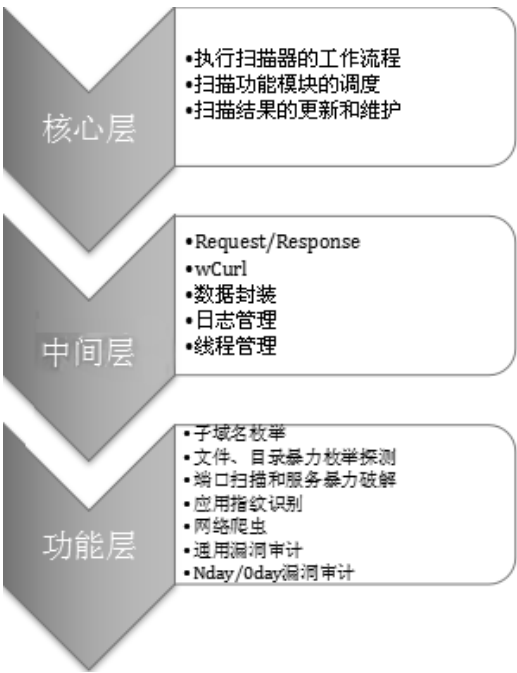 核心层
•执行扫描器的工作流程
•扫描功能模块的调度
•扫描结果的更新和维护
中间层
•Request/Response
•wCurl
•数据封装
•日志管理
•线程管理
功能层
•子域名枚举
•文件、目录暴力枚举探测
•端口扫描和服务暴力破解
•应用指纹识别
•网络爬虫
•通用漏洞审计
•Nday/0day漏洞审计